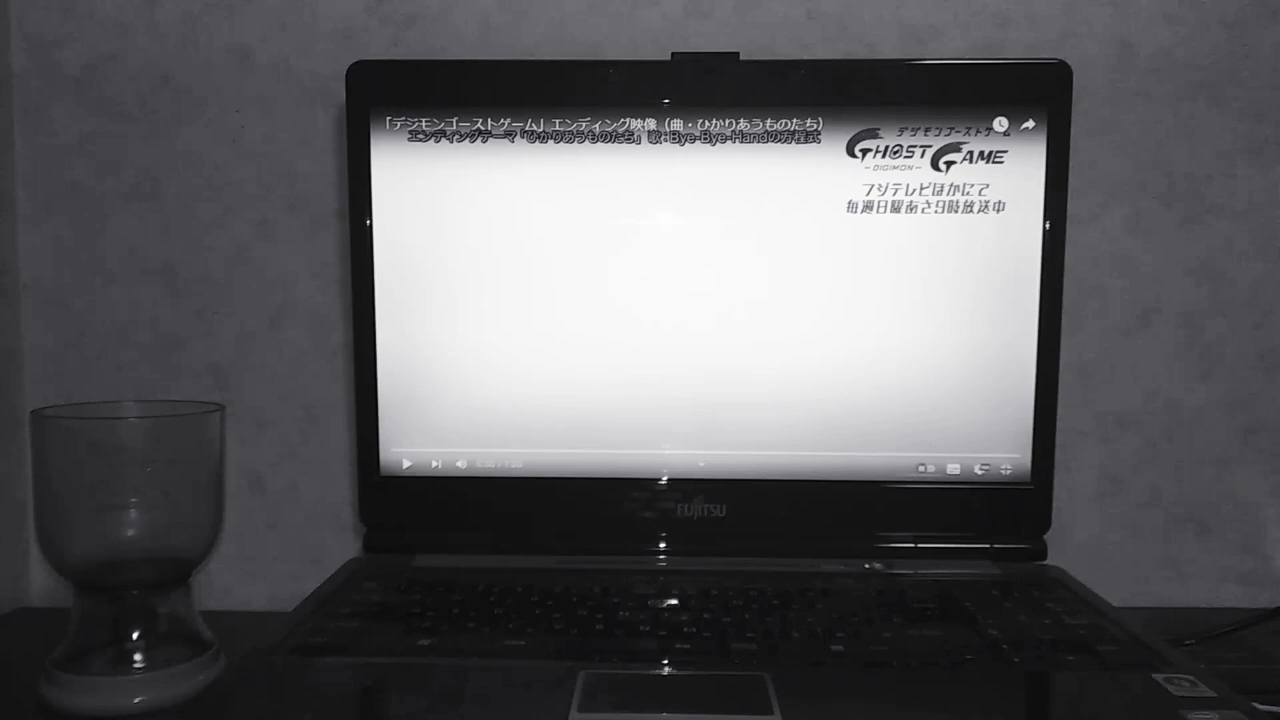 「デジモンゴーストゲーム」エンディング映像（曲・ひかりあうものたち）
エンディングテーマ「ひかりあうものたち」歌：Bye-Bye-Handの方程式
デジモンゴーストゲーム
GHOST GAME
-DIGIMON-
フジテレビほかにて
毎週日曜あさ9時放送中
FUJITSU